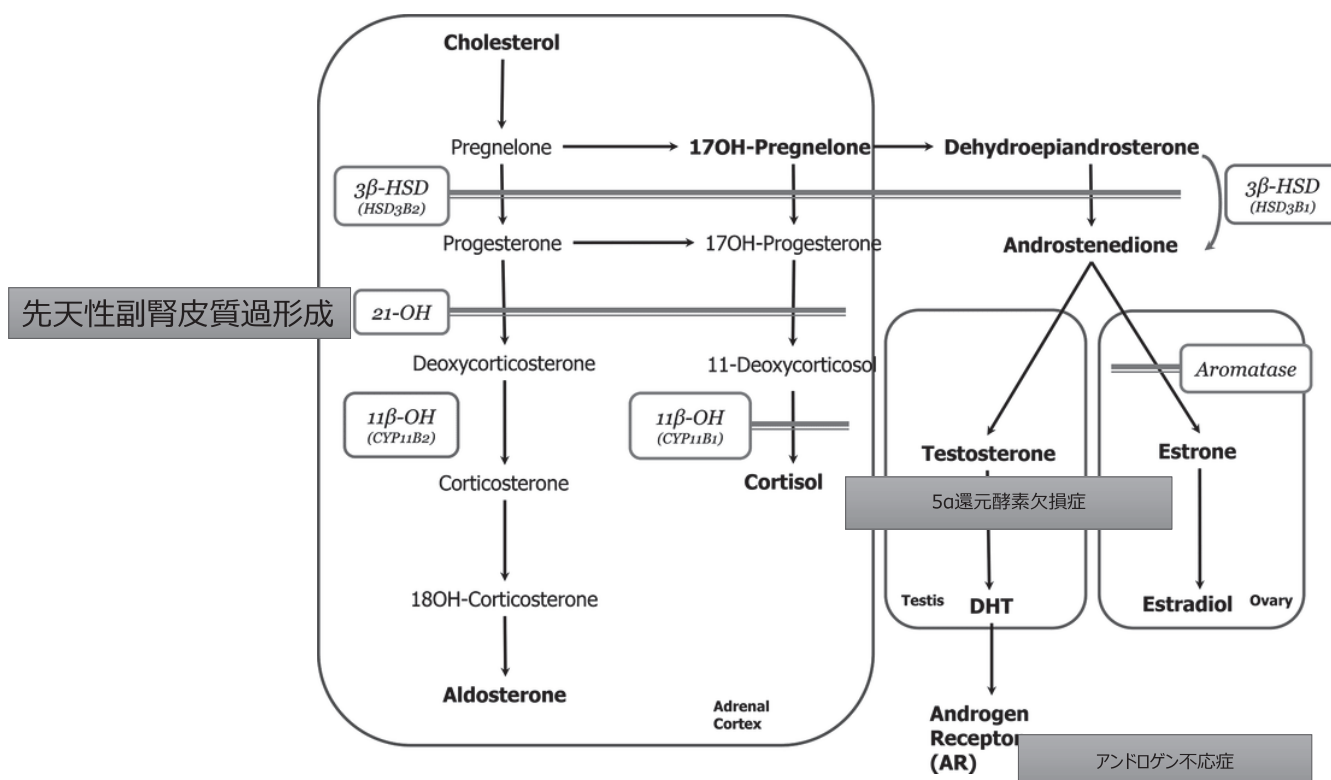 Cholesterol
Pregnelone
17OH-Pregnelone
Dehydroepiandrosterone
3β-HSD
(HSD3B2)
3β-HSD
(HSD3B1)
Progesterone
17OH-Progesterone
Androstenedione
先天性副腎皮質過形成
21-OH
Deoxycorticosterone
11-Deoxycorticosol
Aromatase
11β-OH
(CYP11B2)
11β-OH
(CYP11B1)
Testosterone
Estrone
Corticosterone
Cortisol
5α還元酵素欠損症
18OH-Corticosterone
Testis
DHT
Estradiol
Ovary
Aldosterone
Adrenal
Cortex
Androgen
Receptor
(AR)
アンドロゲン不応症